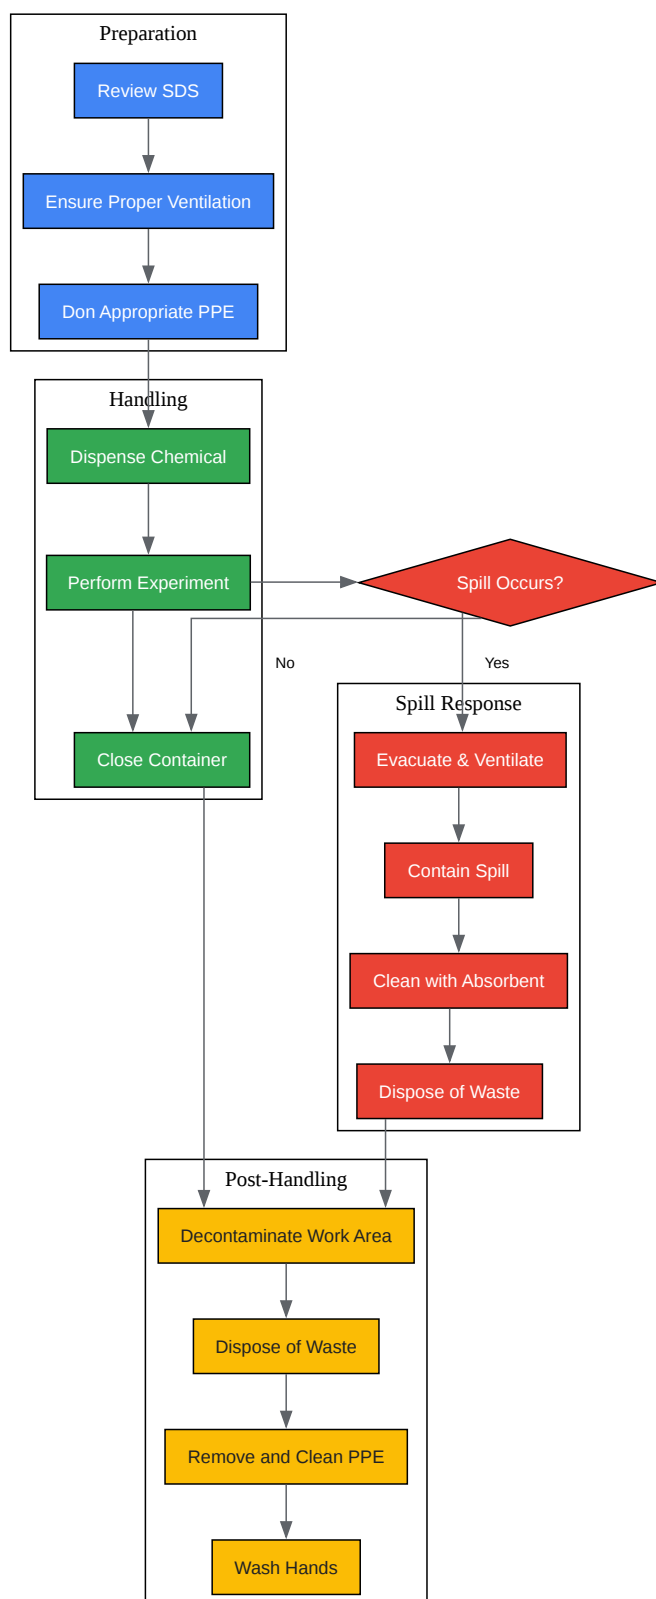 Preparation
Review SDS
Ensure Proper Ventilation
Don Appropriate PPE
Handling
Dispense Chemical
Perform Experiment
Spill Occurs?
No
Yes
Close Container
Spill Response
Evacuate & Ventilate
Contain Spill
Clean with Absorbent
Dispose of Waste
Post-Handling
Decontaminate Work Area
Dispose of Waste
Remove and Clean PPE
Wash Hands